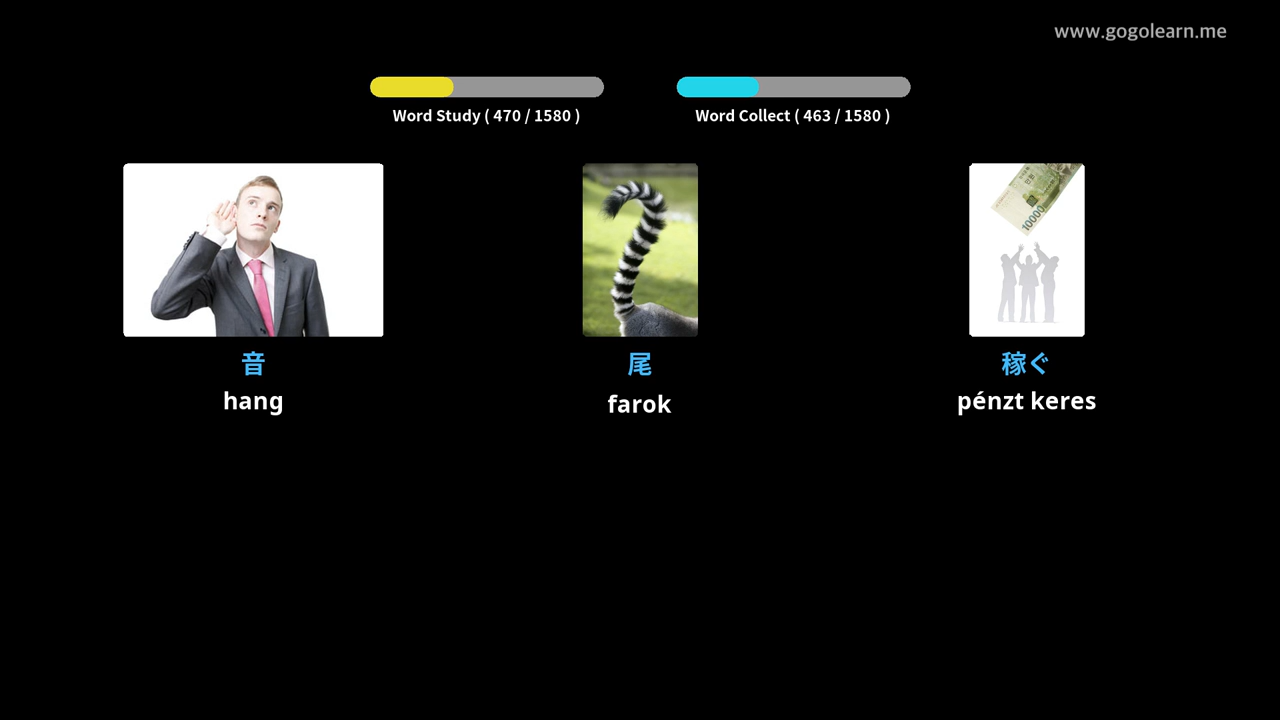 www.gogolearn.me
Word Study ( 470 / 1580 )
Word Collect ( 463 / 1580 )
10000
音
尾
稼ぐ
hang
farok
pénzt keres